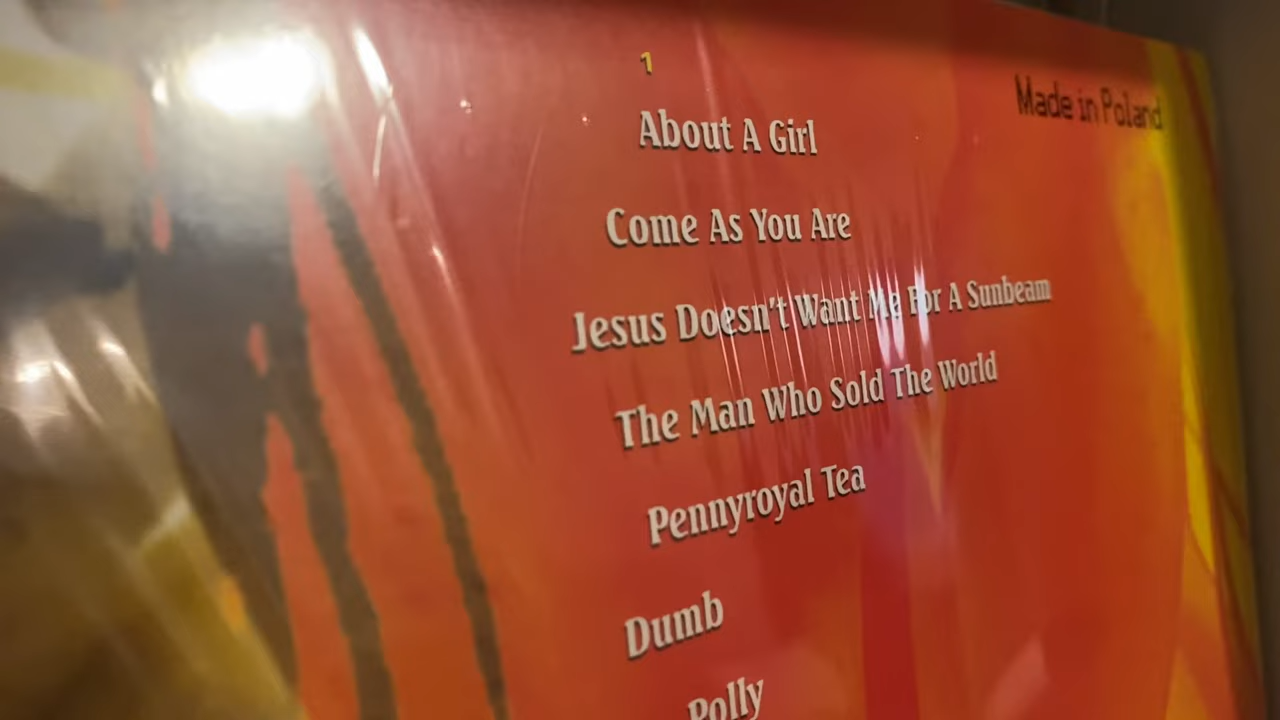 1
Made in Poland
About A Girl
Come As You Are
Jesus Doesn't Want Me For A Sunbeam
The Man Who Sold The World
Pennyroyal Tea
Dumb
Polly